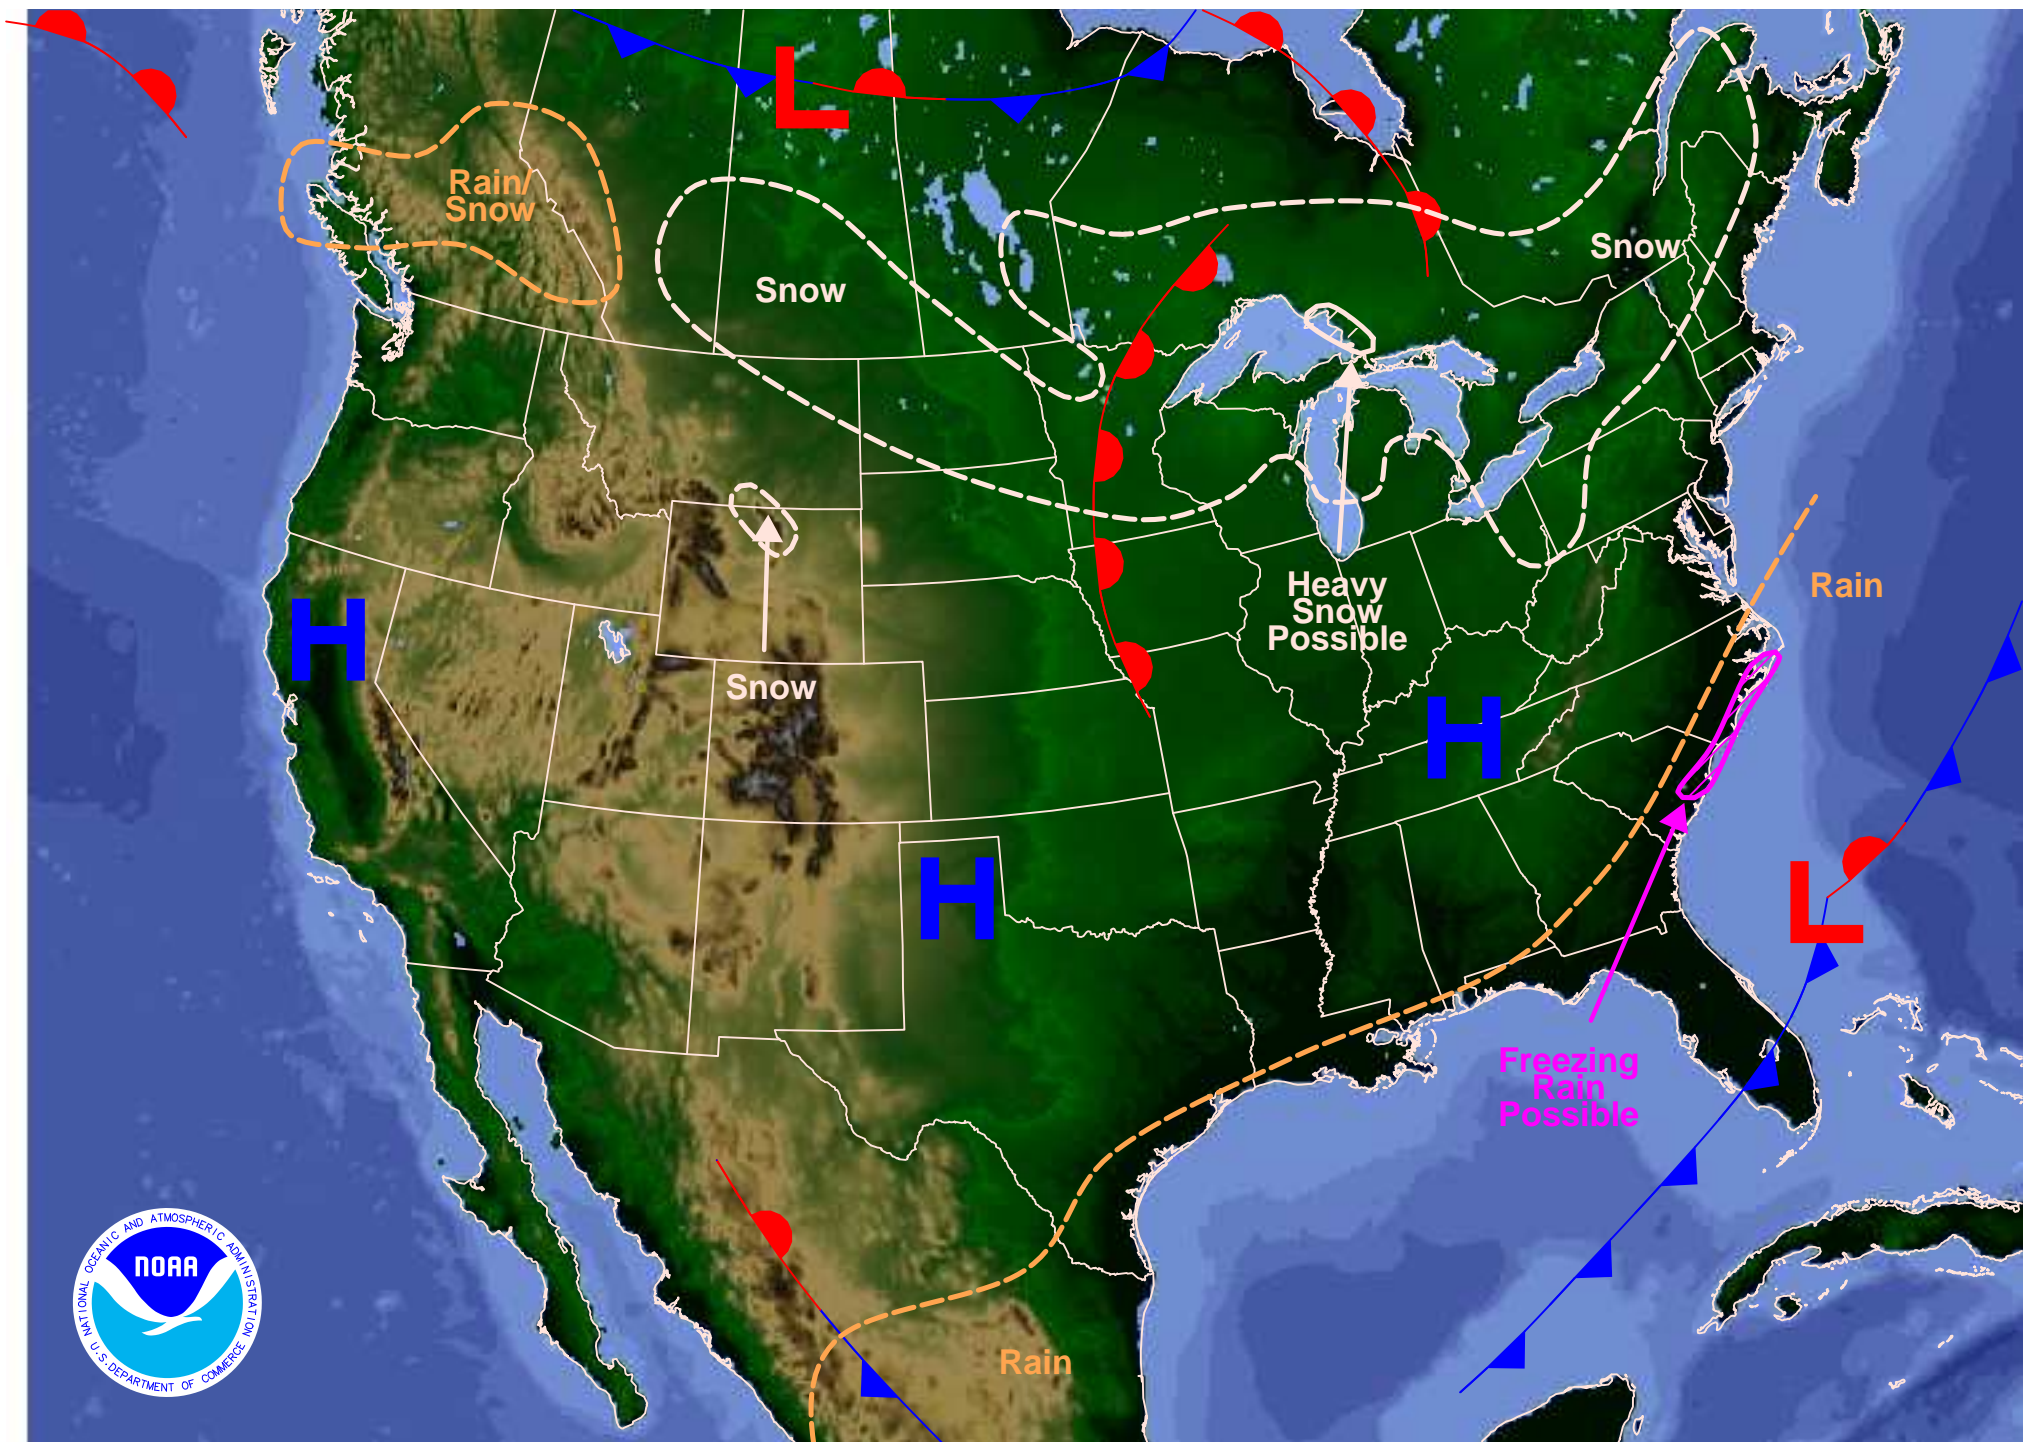 L
Rain/
Snow
Snow
Snow
Rain
Heavy
Snow
Possible
H
Snow
H
H
L
Freezing
Rain
Possible
Rain
NATIONAL OCEANIC AND ATMOSPHERIC ADMINISTRATION
NOAA
U.S. DEPARTMENT OF COMMERCE